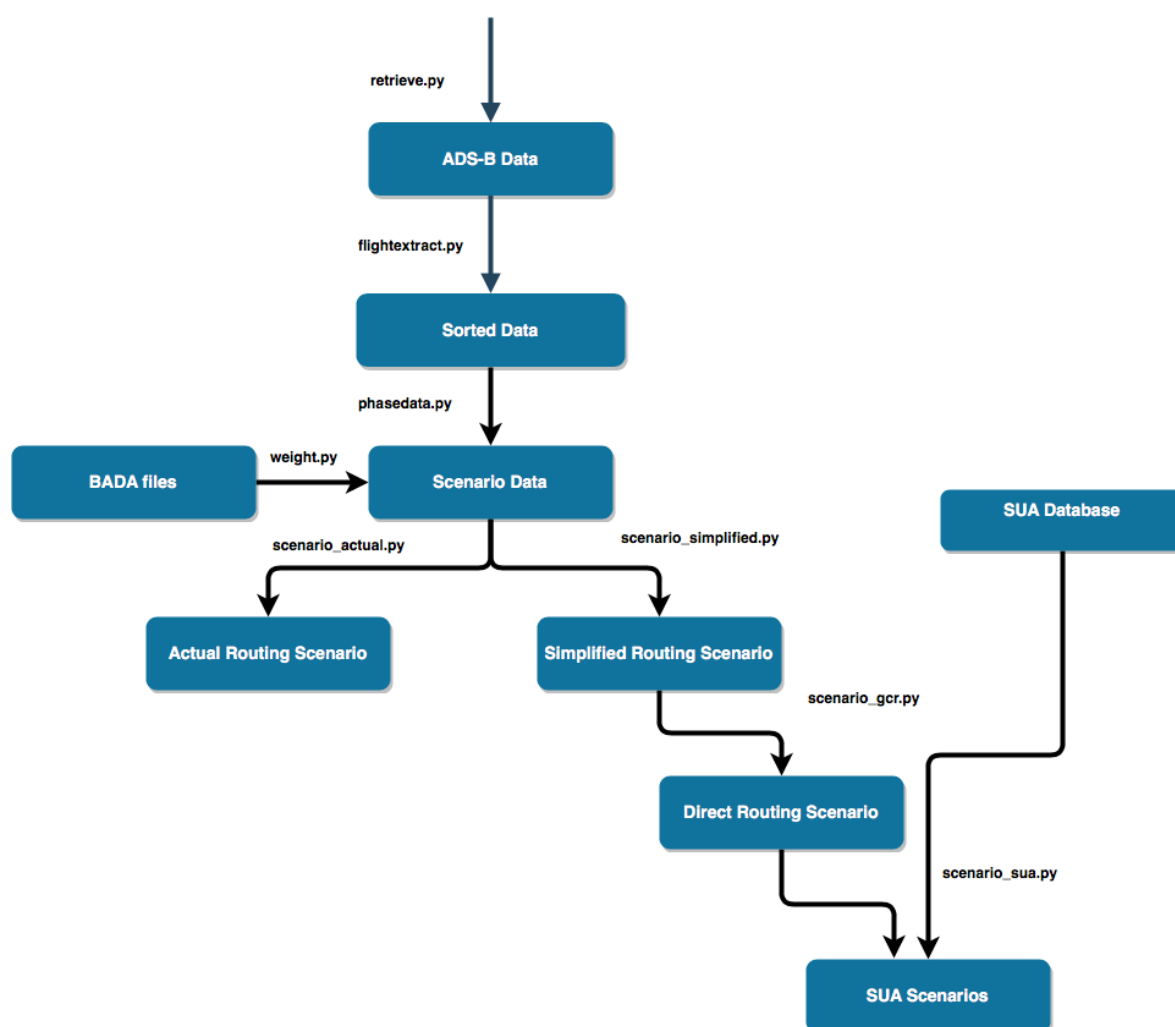 retrieve.py
ADS-B Data
flightextract.py
Sorted Data
phasedata.py
BADA files
weight.py
Scenario Data
SUA Database
scenario_actual.py
scenario_simplified.py
Actual Routing Scenario
Simplified Routing Scenario
scenario_gcr.py
Direct Routing Scenario
scenario_sua.py
SUA Scenarios